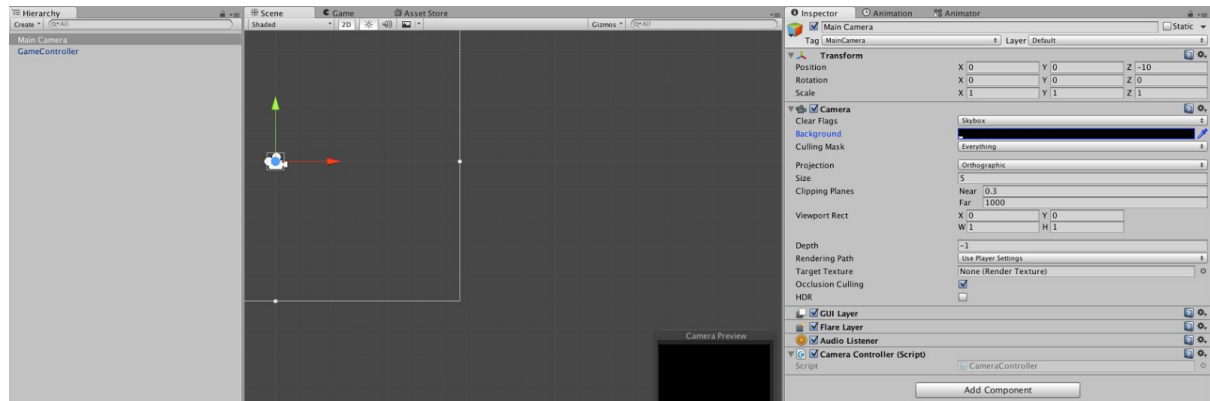 Hierarchy
Create
All
Main Camera
GameController
Scene
Game
Asset Store
Shaded
2D
Gizmos
All
Camera Preview
Inspector
Animation
Animator
Main Camera
Static
Tag MainCamera Layer Default
Transform
Position X 0 Y 0 Z -10
Rotation X 0 Y 0 Z 0
Scale X 1 Y 1 Z 1
Camera
Clear Flags Skybox
Background
Culling Mask Everything
Projection Orthographic
Size 5
Clipping Planes Near 0.3
Far 1000
Viewport Rect X 0 Y 0
W 1 H 1
Depth -1
Rendering Path Use Player Settings
Target Texture None (Render Texture)
Occlusion Culling
HDR
GUI Layer
Flare Layer
Audio Listener
Camera Controller (Script)
Script CameraController
Add Component